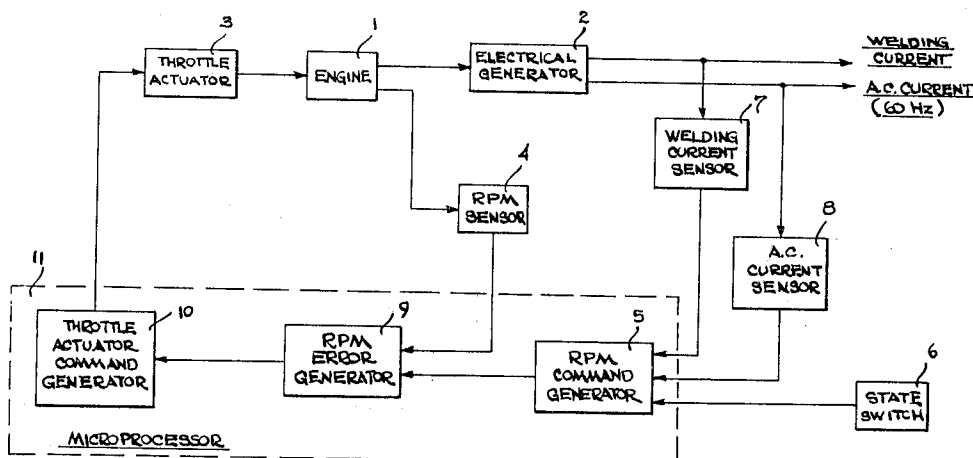 3
THROTTLE
ACTUATOR
1
ENGINE
2
ELECTRICAL
GENERATOR
WELDING
CURRENT
A.C. CURRENT
(60 Hz)
7
WELDING
CURRENT
SENSOR
4
RPM
SENSOR
8
A.C.
CURRENT
SENSOR
11
10
THROTTLE
ACTUATOR
COMMAND
GENERATOR
9
RPM
ERROR
GENERATOR
5
RPM
COMMAND
GENERATOR
6
STATE
SWITCH
MICROPROCESSOR